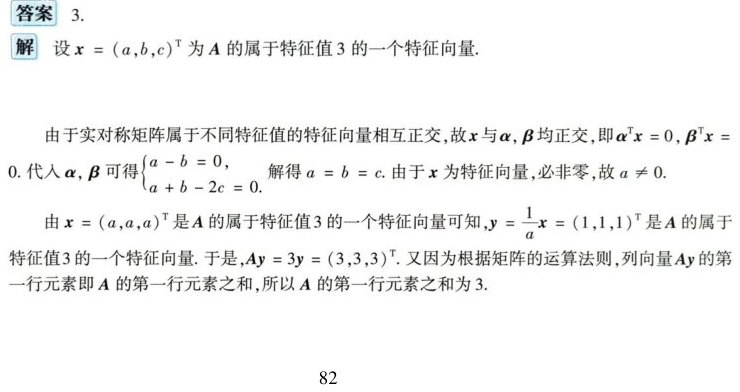 答案 3.
解 设 x = (a,b,c)ᵀ 为 A 的属于特征值 3 的一个特征向量.
由于实对称矩阵属于不同特征值的特征向量相互正交,故 x 与 α, β 均正交,即 αᵀx = 0, βᵀx =
0. 代入 α, β 可得 { a - b = 0, a + b - 2c = 0. 解得 a = b = c. 由于 x 为特征向量,必非零,故 a ≠ 0.
由 x = (a,a,a)ᵀ 是 A 的属于特征值 3 的一个特征向量可知, y = 1/a x = (1,1,1)ᵀ 是 A 的属于
特征值 3 的一个特征向量. 于是, Ay = 3y = (3,3,3)ᵀ. 又因为根据矩阵的运算法则,列向量 Ay 的第
一行元素即 A 的第一行元素之和,所以 A 的第一行元素之和为 3.
82